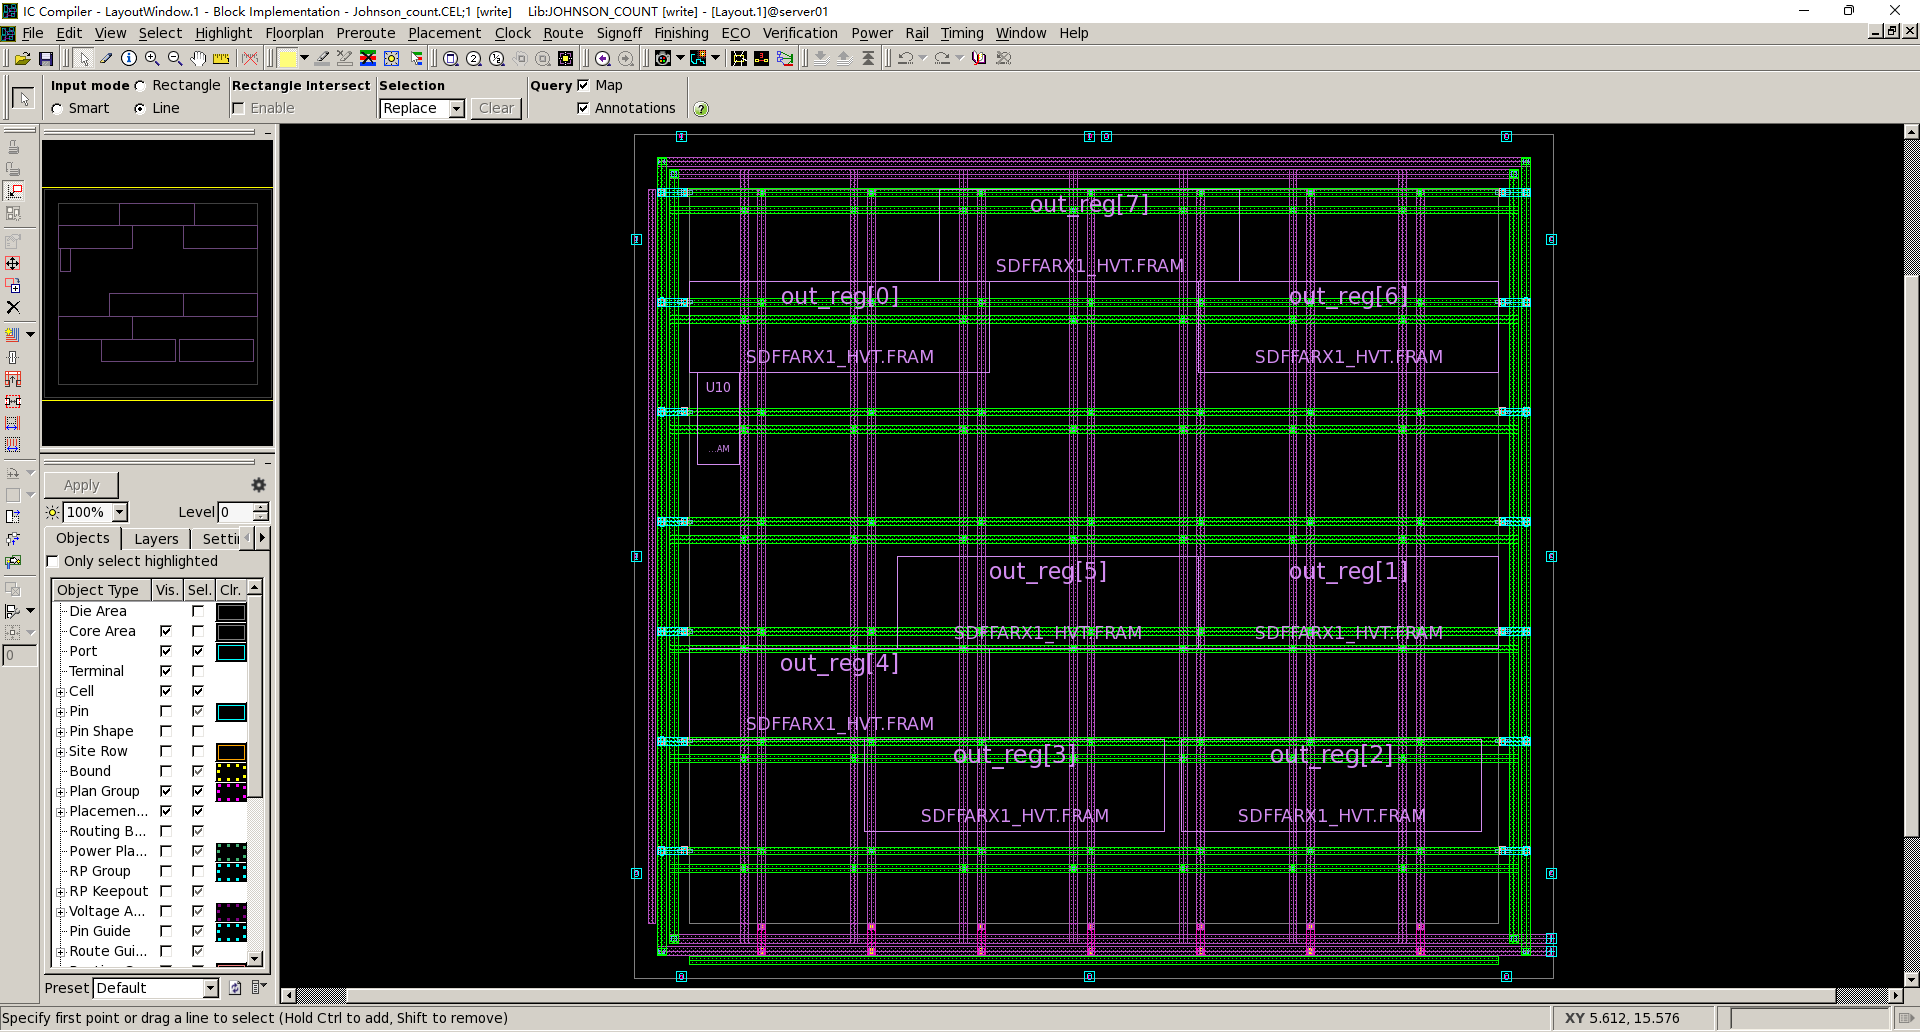 IC Compiler - LayoutWindow.1 - Block Implementation - Johnson_count.CEL;1 [write]    Lib:JOHNSON_COUNT [write] - [Layout.1]@server01
File Edit View Select Highlight Floorplan Preroute Placement Clock Route Signoff Finishing ECO Verification Power Rail Timing Window Help
Input mode Rectangle Rectangle Intersect Selection Query Map
Smart Line Enable Replace Clear Annotations
out_reg[7]
SDFFARX1_HVT.FRAM
out_reg[0] out_reg[6]
SDFFARX1_HVT.FRAM SDFFARX1_HVT.FRAM
U10
...AM
out_reg[5] out_reg[1]
SDFFARX1_HVT.FRAM SDFFARX1_HVT.FRAM
out_reg[4]
SDFFARX1_HVT.FRAM
out_reg[3] out_reg[2]
SDFFARX1_HVT.FRAM SDFFARX1_HVT.FRAM
Apply
100% Level 0
Objects Layers Setti
Only select highlighted
Object Type Vis. Sel. Clr.
Die Area
Core Area
Port
Terminal
Cell
Pin
Pin Shape
Site Row
Bound
Plan Group
Placemen...
Routing B...
Power Pla...
RP Group
RP Keepout
Voltage A...
Pin Guide
Route Gui...
0
Preset Default
Specify first point or drag a line to select (Hold Ctrl to add, Shift to remove)
XY 5.612, 15.576